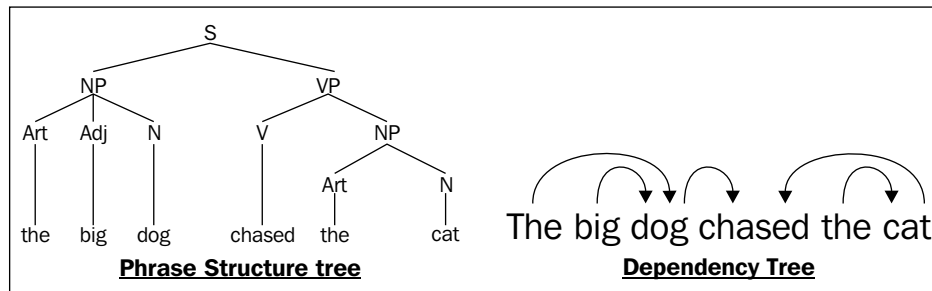 S
NP VP
Art Adj N V NP
Art N
the big dog chased the cat
The big dog chased the cat
Phrase Structure tree
Dependency Tree